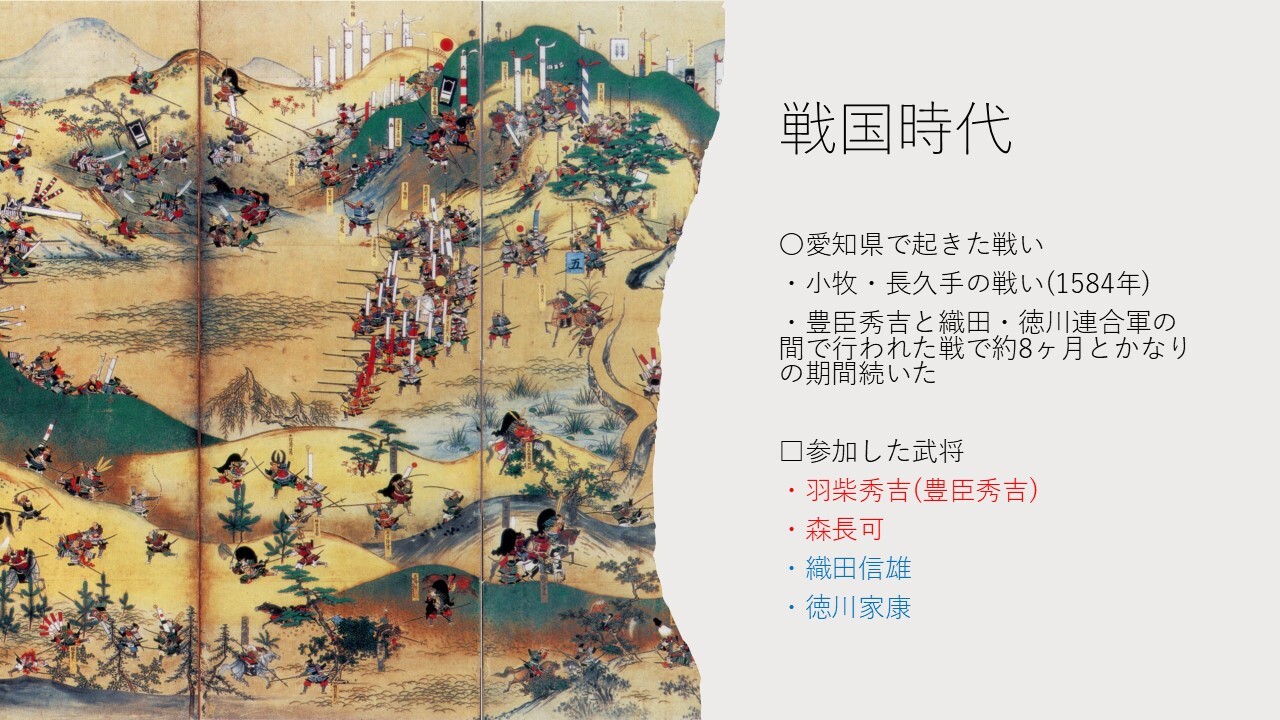 戦国時代
〇愛知県で起きた戦い
・小牧・長久手の戦い(1584年)
・豊臣秀吉と織田・徳川連合軍の
間で行われた戦で約8ヶ月とかなり
の期間続いた
□参加した武将
・羽柴秀吉(豊臣秀吉)
・森長可
・織田信雄
・徳川家康
五